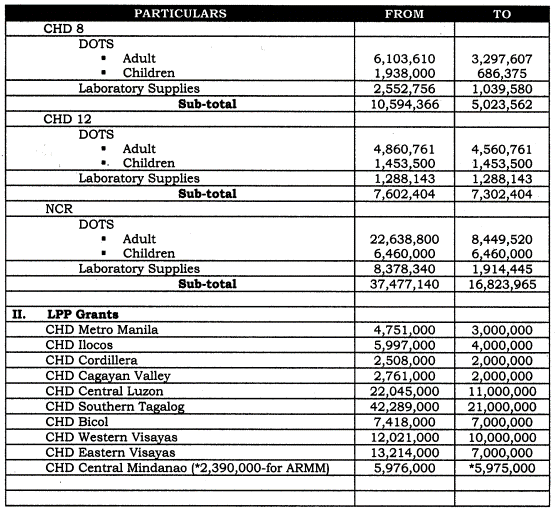 PARTICULARS FROM TO
CHD 8
DOTS
▪ Adult 6,103,610 3,297,607
▪ Children 1,938,000 686,375
Laboratory Supplies 2,552,756 1,039,580
Sub-total 10,594,366 5,023,562
CHD 12
DOTS
▪ Adult 4,860,761 4,560,761
▪ Children 1,453,500 1,453,500
Laboratory Supplies 1,288,143 1,288,143
Sub-total 7,602,404 7,302,404
NCR
DOTS
▪ Adult 22,638,800 8,449,520
▪ Children 6,460,000 6,460,000
Laboratory Supplies 8,378,340 1,914,445
Sub-total 37,477,140 16,823,965
II. LPP Grants
CHD Metro Manila 4,751,000 3,000,000
CHD Ilocos 5,997,000 4,000,000
CHD Cordillera 2,508,000 2,000,000
CHD Cagayan Valley 2,761,000 2,000,000
CHD Central Luzon 22,045,000 11,000,000
CHD Southern Tagalog 42,289,000 21,000,000
CHD Bicol 7,418,000 7,000,000
CHD Western Visayas 12,021,000 10,000,000
CHD Eastern Visayas 13,214,000 7,000,000
CHD Central Mindanao (*2,390,000-for ARMM) 5,976,000 *5,975,000